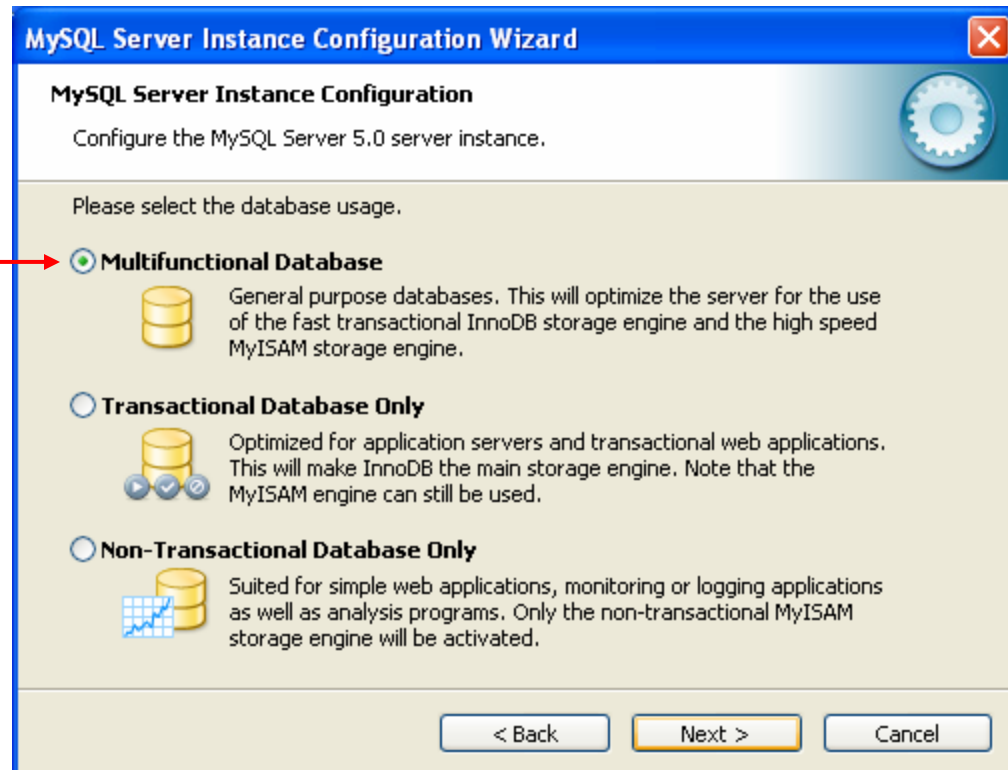 MySQL Server Instance Configuration Wizard
MySQL Server Instance Configuration
Configure the MySQL Server 5.0 server instance.
Please select the database usage.
Multifunctional Database
General purpose databases. This will optimize the server for the use
of the fast transactional InnoDB storage engine and the high speed
MyISAM storage engine.
Transactional Database Only
Optimized for application servers and transactional web applications.
This will make InnoDB the main storage engine. Note that the
MyISAM engine can still be used.
Non-Transactional Database Only
Suited for simple web applications, monitoring or logging applications
as well as analysis programs. Only the non-transactional MyISAM
storage engine will be activated.
< Back Next > Cancel